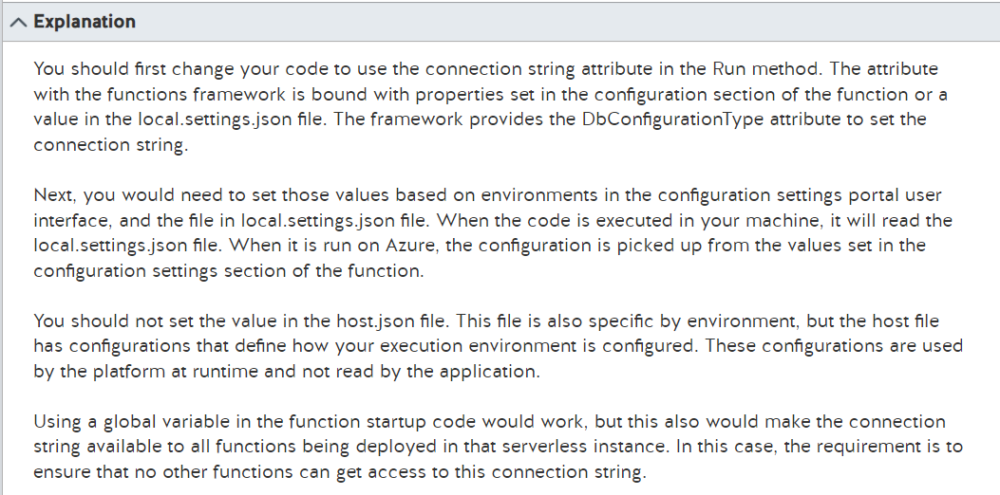 Explanation
You should first change your code to use the connection string attribute in the Run method. The attribute
with the functions framework is bound with properties set in the configuration section of the function or a
value in the local.settings.json file. The framework provides the DbConfigurationType attribute to set the
connection string.
Next, you would need to set those values based on environments in the configuration settings portal user
interface, and the file in local.settings.json file. When the code is executed in your machine, it will read the
local.settings.json file. When it is run on Azure, the configuration is picked up from the values set in the
configuration settings section of the function.
You should not set the value in the host.json file. This file is also specific by environment, but the host file
has configurations that define how your execution environment is configured. These configurations are used
by the platform at runtime and not read by the application.
Using a global variable in the function startup code would work, but this also would make the connection
string available to all functions being deployed in that serverless instance. In this case, the requirement is to
ensure that no other functions can get access to this connection string.